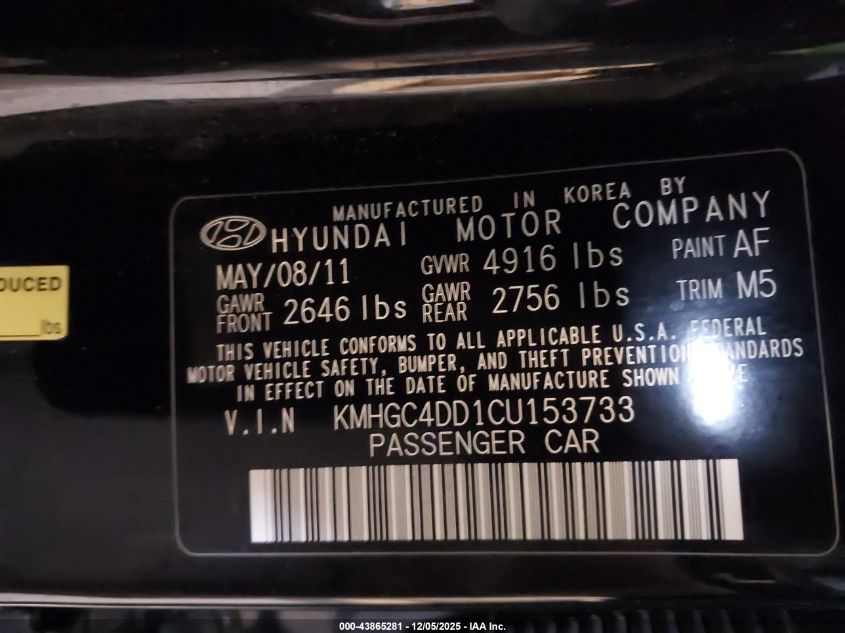 MANUFACTURED IN KOREA BY
HYUNDAI MOTOR COMPANY
MAY/08/11 GVWR 4916 lbs PAINT AF
GAWR FRONT 2646 lbs GAWR REAR 2756 lbs TRIM M5
THIS VEHICLE CONFORMS TO ALL APPLICABLE U.S.A. FEDERAL
MOTOR VEHICLE SAFETY, BUMPER, AND THEFT PREVENTION STANDARDS
IN EFFECT ON THE DATE OF MANUFACTURE SHOWN
V.I.N KMHGC4DD1CU153733
PASSENGER CAR
DUCED
lbs
000-43865281 - 12/05/2025 - IAA Inc.